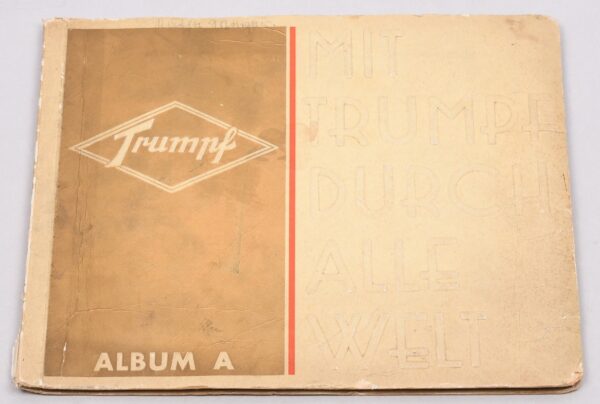 Trumpf
ALBUM A
MIT
TRUMPF
DURCH
ALLE
WELT